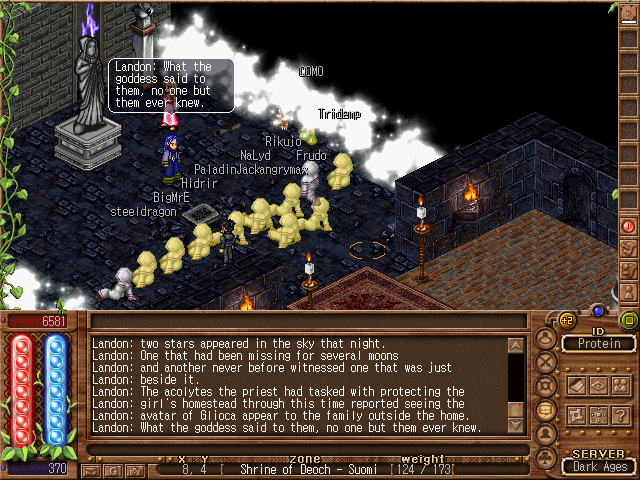 Landon: What the
goddess said to
them, no one but
them ever knew.
COMO
Tridenp
Rikujo
NaLyd
Frudo
PaladinJackangrymax
Hidrir
BigMrE
steeldragon
6581
+2
ID
Protein
Landon: two stars appeared in the sky that night.
Landon: One that had been missing for several moons
Landon: and another never before witnessed one that was just
Landon: beside it.
Landon: The acolytes the priest had tasked with protecting the
Landon: girl's homestead through this time reported seeing the
Landon: avatar of Glioca appear to the family outside the home.
Landon: What the goddess said to them, no one but them ever knew.
SERVER
Dark Ages
370
x y zone weight
8, 4 [ Shrine of Deoch - Suomi [124 / 173[